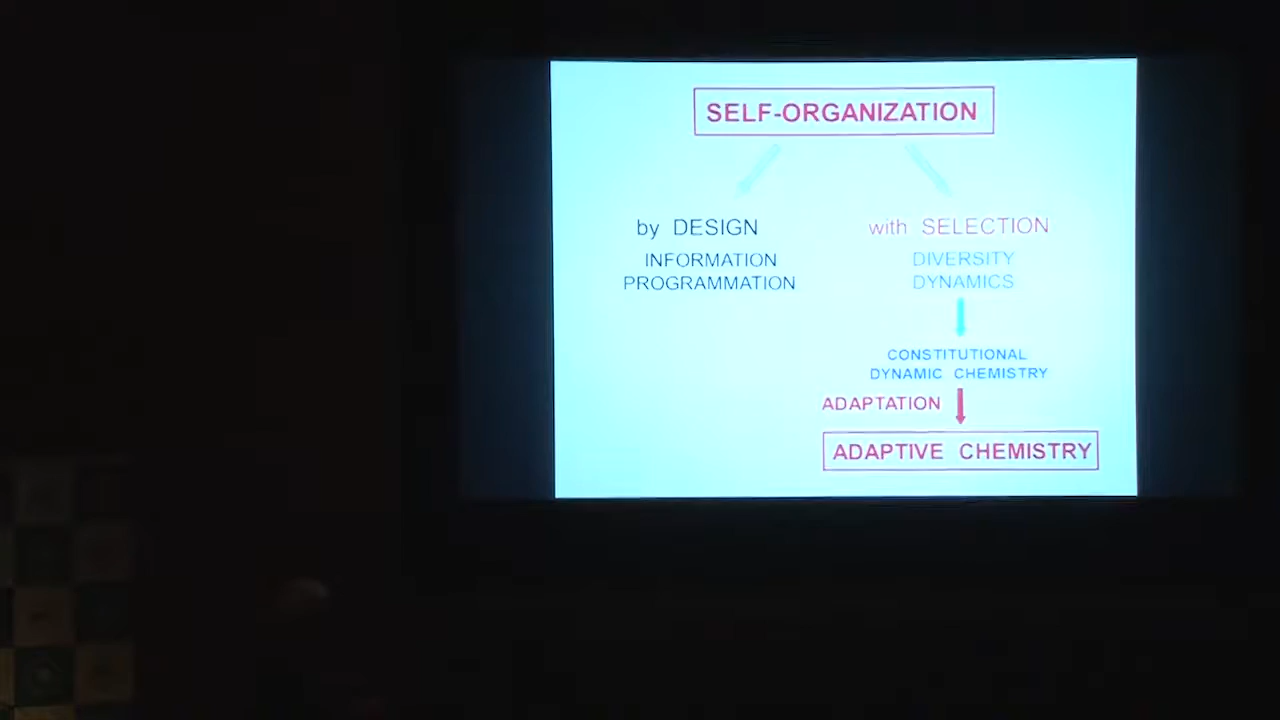 SELF-ORGANIZATION
by DESIGN
INFORMATION
PROGRAMMATION
with SELECTION
DIVERSITY
DYNAMICS
CONSTITUTIONAL
DYNAMIC CHEMISTRY
ADAPTATION
ADAPTIVE CHEMISTRY